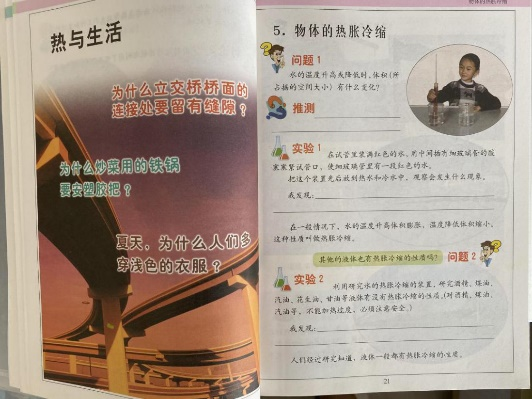 热与生活
为什么立交桥桥面的
连接处要留有缝隙？
为什么炒菜用的铁锅
要安塑胶把？
夏天，为什么人们多
穿浅色的衣服？
物体的热胀冷缩
5．物体的热胀冷缩
问题1
水的温度升高或降低时，体积（所
占据的空间大小）有什么变化？
推测
实验1
在试管里装满红色的水，用中间插有细玻璃管的胶
塞塞紧试管口，使细玻璃管里有一段红色的水。
把这个装置先后放到热水和冷水中，观察会发生什么现象。
我发现：
在一般情况下，水的温度升高体积膨胀，温度降低体积缩小，
这种性质叫做热胀冷缩。
其他的液体也有热胀冷缩的性质吗？
问题2
实验2
利用研究水的热胀冷缩的装置，研究酒精、煤油、
汽油、花生油、甘油等液体有没有热胀冷缩的性质。（对酒精、煤油、
汽油等，不能加热过度，必须注意安全。）
我发现：
人们经过研究知道，液体一般都有热胀冷缩的性质。
21